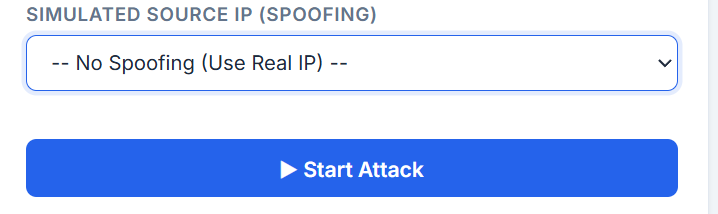 SIMULATED SOURCE IP (SPOOFING)
-- No Spoofing (Use Real IP) --
▶ Start Attack